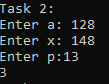 Task 2:
Enter a: 128
Enter x: 148
Enter p:13
3